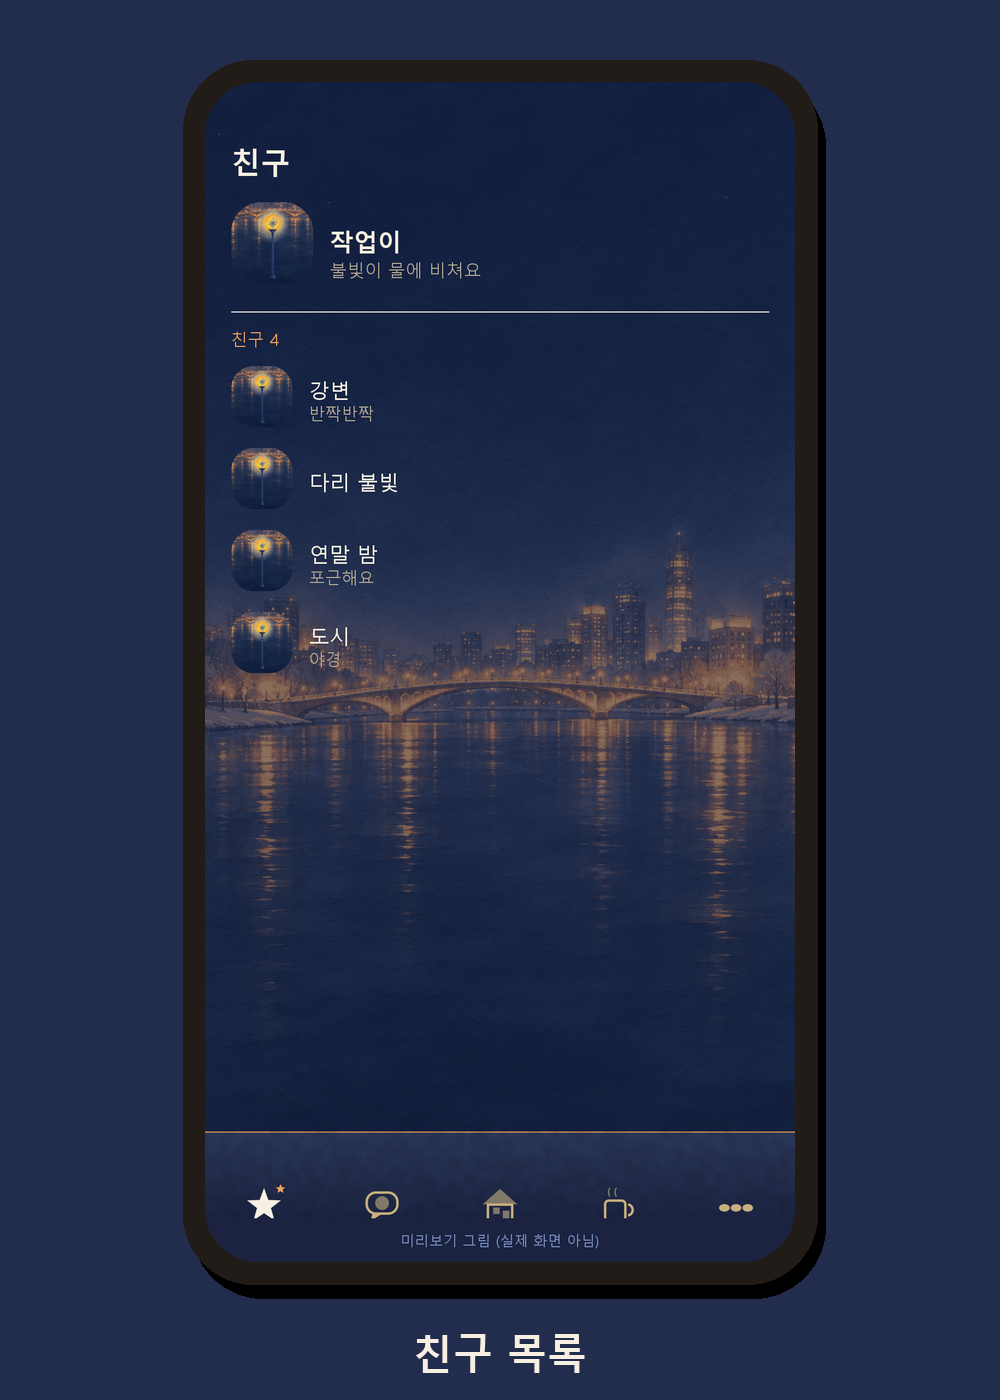 친구
작업이
불빛이 물에 비쳐요
친구 4
강변
반짝반짝
다리 불빛
연말 밤
포근해요
도시
야경
미리보기 그림 (실제 화면 아님)
친구 목록